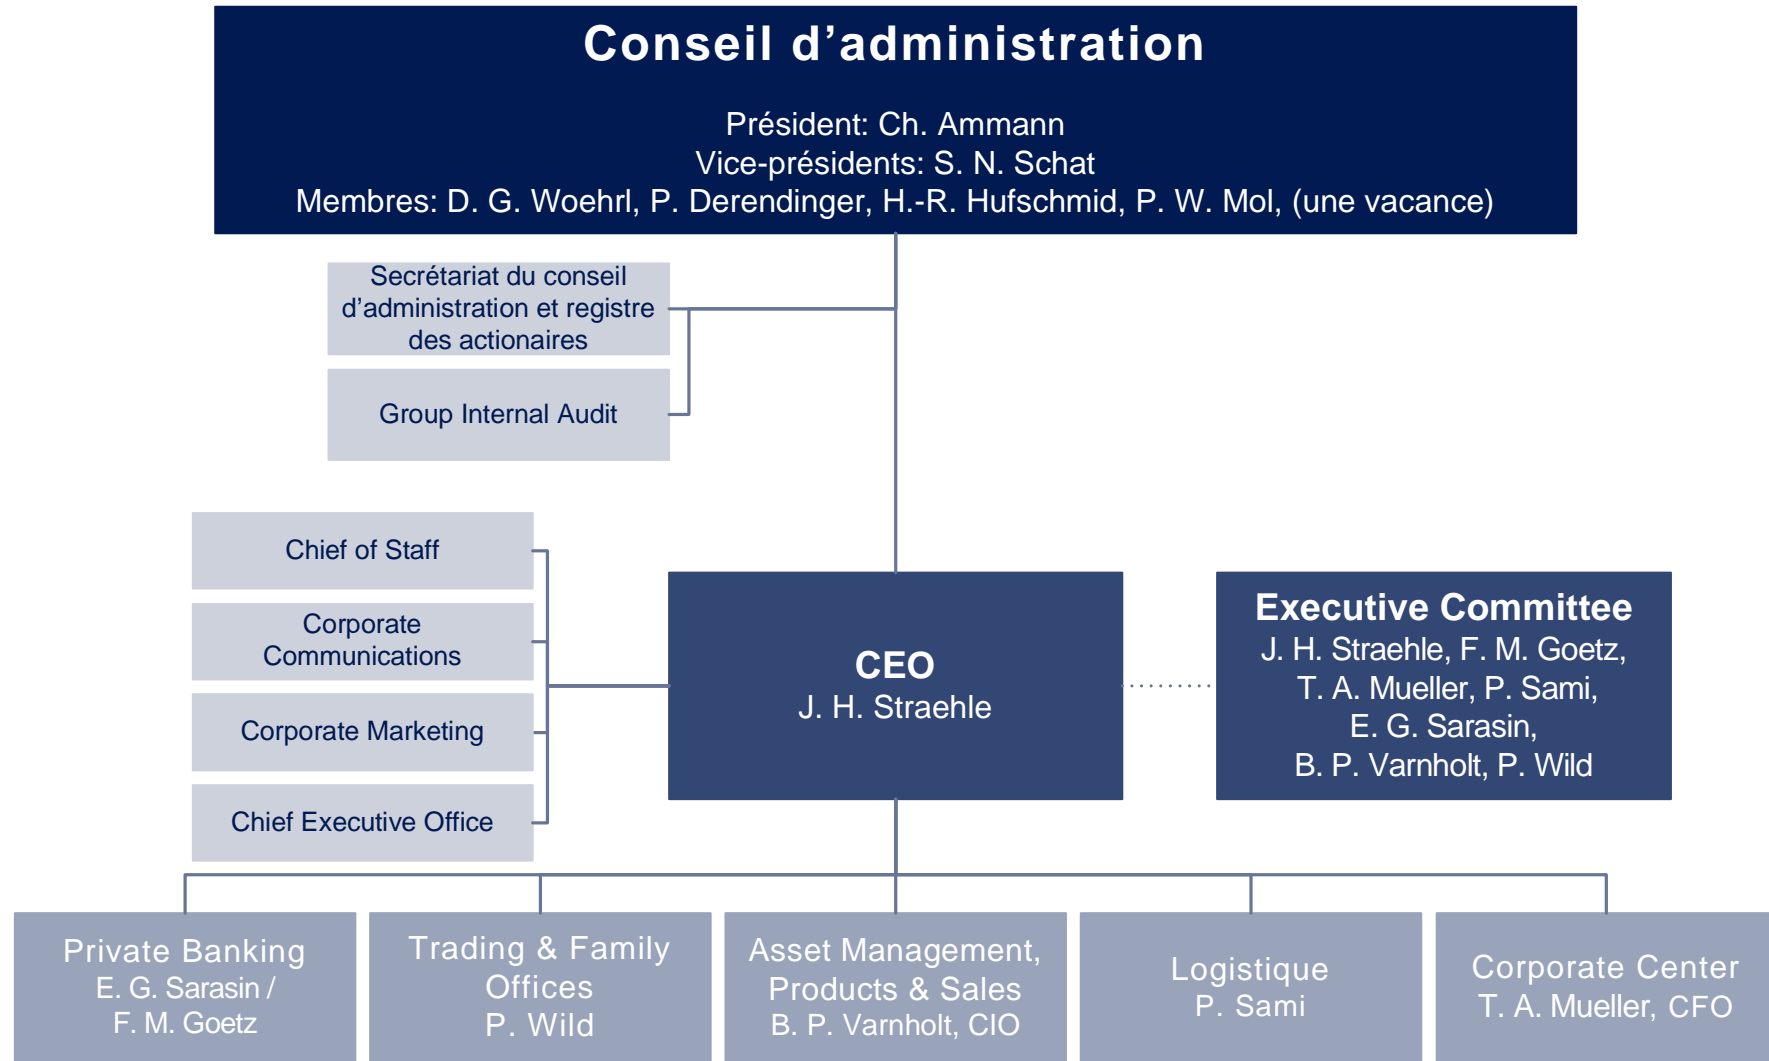 Conseil d’administration
Président: Ch. Ammann
Vice-présidents: S. N. Schat
Membres: D. G. Woehrl, P. Derendinger, H.-R. Hufschmid, P. W. Mol, (une vacance)
Secrétariat du conseil
d’administration et registre
des actionaires
Group Internal Audit
Chief of Staff
Corporate
Communications
Corporate Marketing
Chief Executive Office
CEO
J. H. Straehle
Executive Committee
J. H. Straehle, F. M. Goetz,
T. A. Mueller, P. Sami,
E. G. Sarasin,
B. P. Varnholt, P. Wild
Private Banking
E. G. Sarasin /
F. M. Goetz
Trading & Family
Offices
P. Wild
Asset Management,
Products & Sales
B. P. Varnholt, CIO
Logistique
P. Sami
Corporate Center
T. A. Mueller, CFO